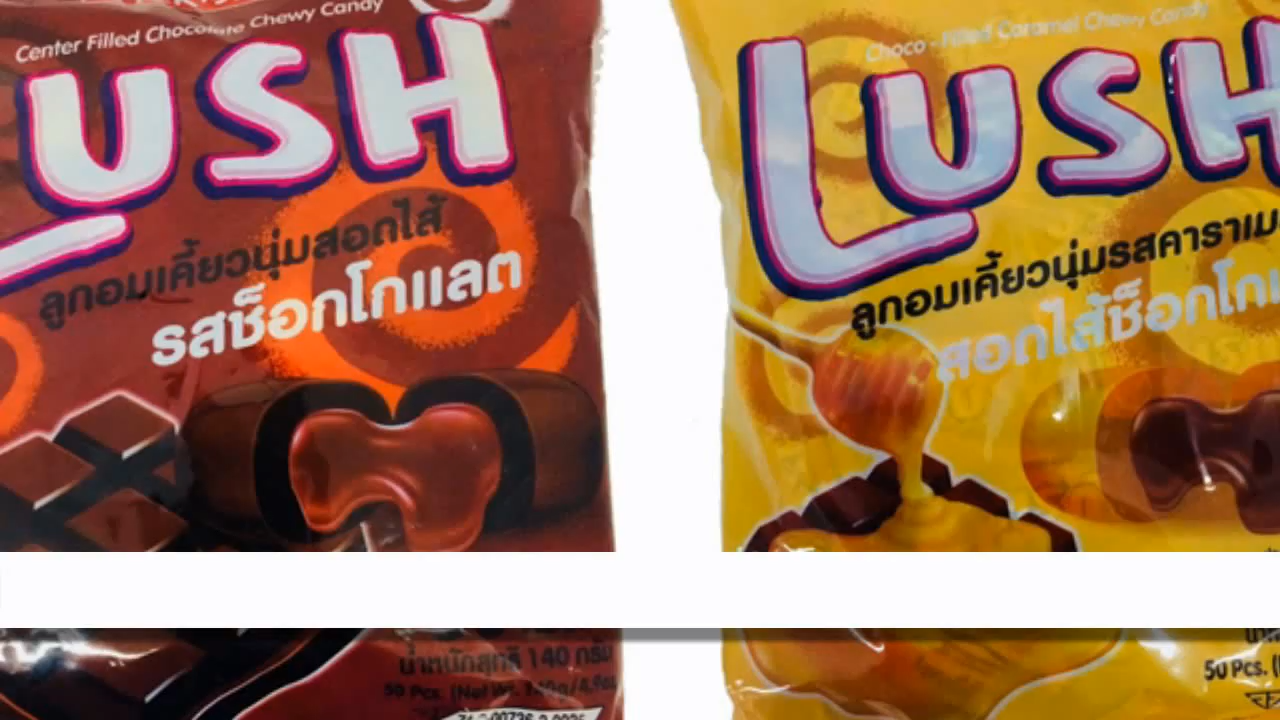 Center Filled Chocolate Chewy Candy
USH
ลูกอมเคี้ยวนุ่มสอดไส้
รสช็อกโกแลต
น้ำหนักสุทธิ 140 กรัม
50 Pcs. (Net Wt. 140g/4.9oz
Choco - Filled Caramel Chewy Candy
LUSH
ลูกอมเคี้ยวนุ่มรสคาราเม
สอดไส้ช็อกโกแ
50 Pcs. (